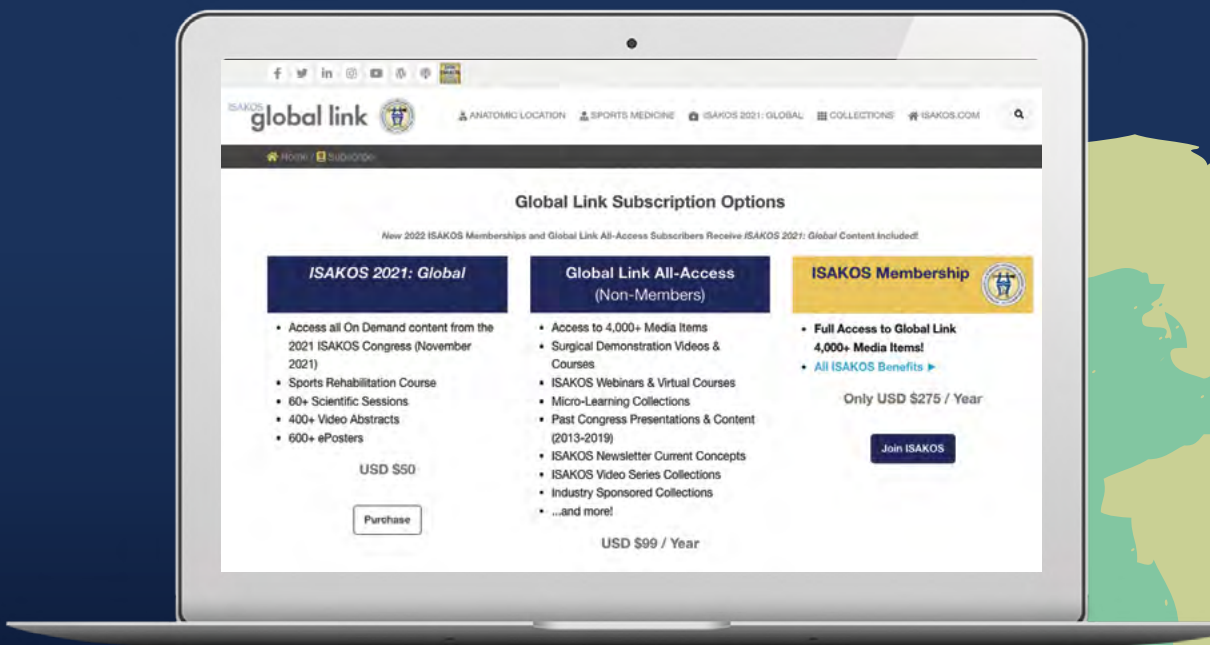 ISAKOS
global link
ANATOMIC LOCATION
SPORTS MEDICINE
ISAKOS 2021: GLOBAL
COLLECTIONS
ISAKOS.COM
Home / Subscribe
Global Link Subscription Options
New 2022 ISAKOS Memberships and Global Link All-Access Subscribers Receive ISAKOS 2021: Global Content Included!
ISAKOS 2021: Global
• Access all On Demand content from the
2021 ISAKOS Congress (November
2021)
• Sports Rehabilitation Course
• 60+ Scientific Sessions
• 400+ Video Abstracts
• 600+ ePosters
USD $50
Purchase
Global Link All-Access
(Non-Members)
• Access to 4,000+ Media Items
• Surgical Demonstration Videos &
Courses
• ISAKOS Webinars & Virtual Courses
• Micro-Learning Collections
• Past Congress Presentations & Content
(2013-2019)
• ISAKOS Newsletter Current Concepts
• ISAKOS Video Series Collections
• Industry Sponsored Collections
• ...and more!
USD $99 / Year
ISAKOS Membership
• Full Access to Global Link
4,000+ Media Items!
• All ISAKOS Benefits ►
Only USD $275 / Year
Join ISAKOS